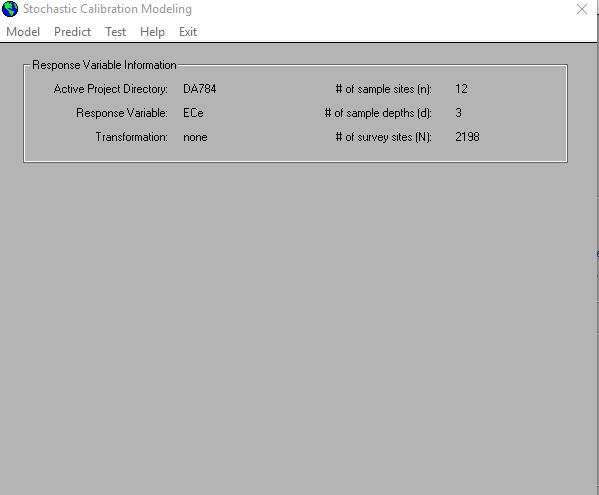 Stochastic Calibration Modeling
Model Predict Test Help Exit
Response Variable Information
Active Project Directory: DA784 # of sample sites (n): 12
Response Variable: ECe # of sample depths (d): 3
Transformation: none # of survey sites (N): 2198